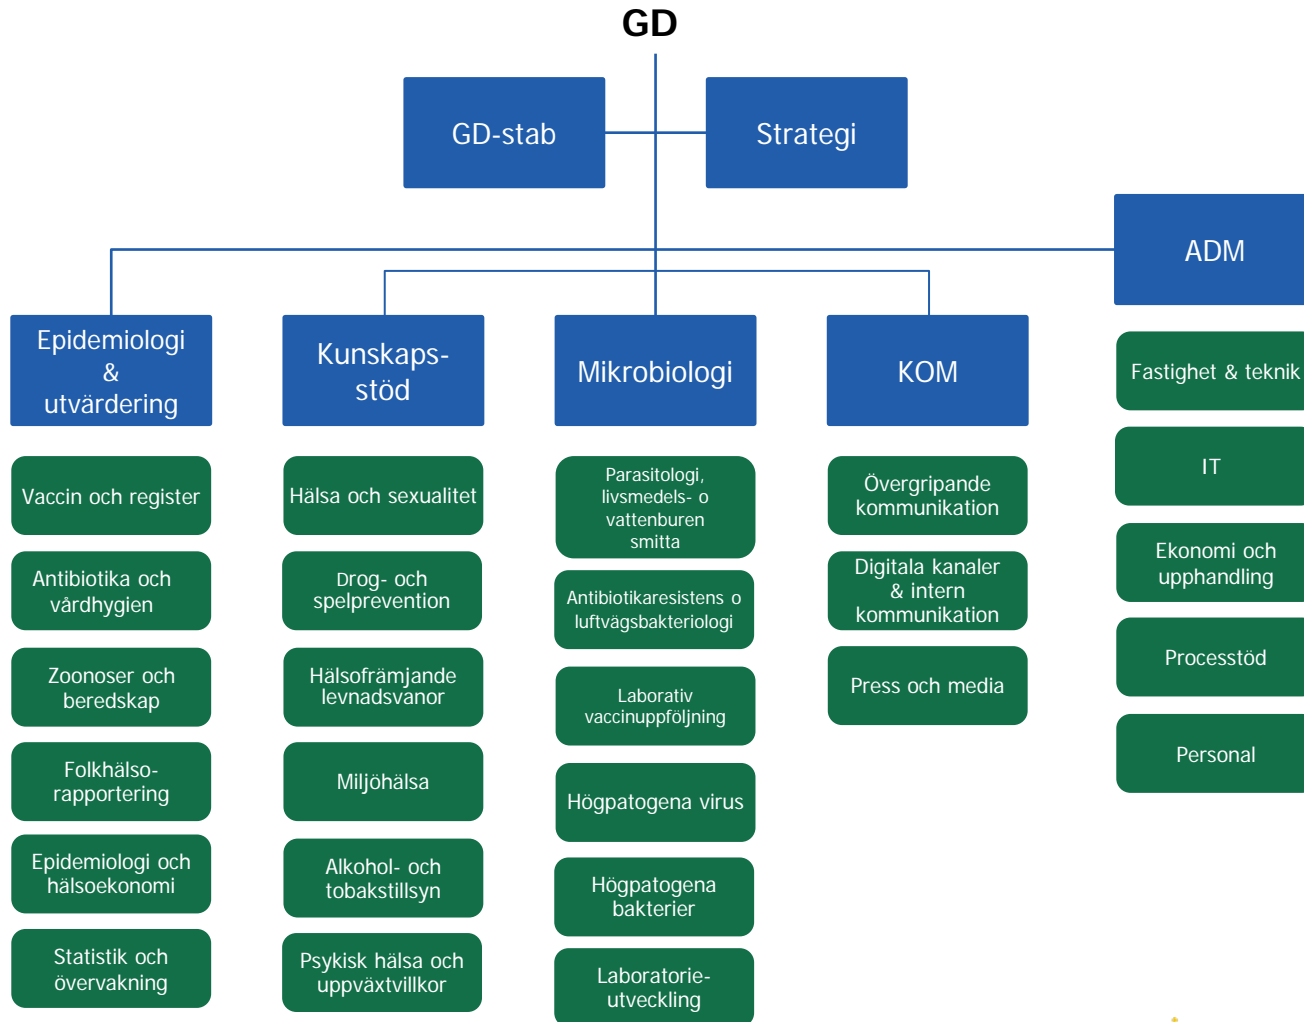 GD
GD-stab
Strategi
ADM
Epidemiologi
&
utvärdering
Kunskaps-
stöd
Mikrobiologi
KOM
Vaccin och register
Antibiotika och
vårdhygien
Zoonoser och
beredskap
Folkhälso-
rapportering
Epidemiologi och
hälsoekonomi
Statistik och
övervakning
Hälsa och sexualitet
Drog- och
spelprevention
Hälsofrämjande
levnadsvanor
Miljöhälsa
Alkohol- och
tobakstillsyn
Psykisk hälsa och
uppväxtvillkor
Parasitologi,
livsmedels- o
vattenburen
smitta
Antibiotikaresistens o
luftvägsbakteriologi
Laborativ
vaccinuppföljning
Högpatogena virus
Högpatogena
bakterier
Laboratorie-
utveckling
Övergripande
kommunikation
Digitala kanaler
& intern
kommunikation
Press och media
Fastighet & teknik
IT
Ekonomi och
upphandling
Processtöd
Personal